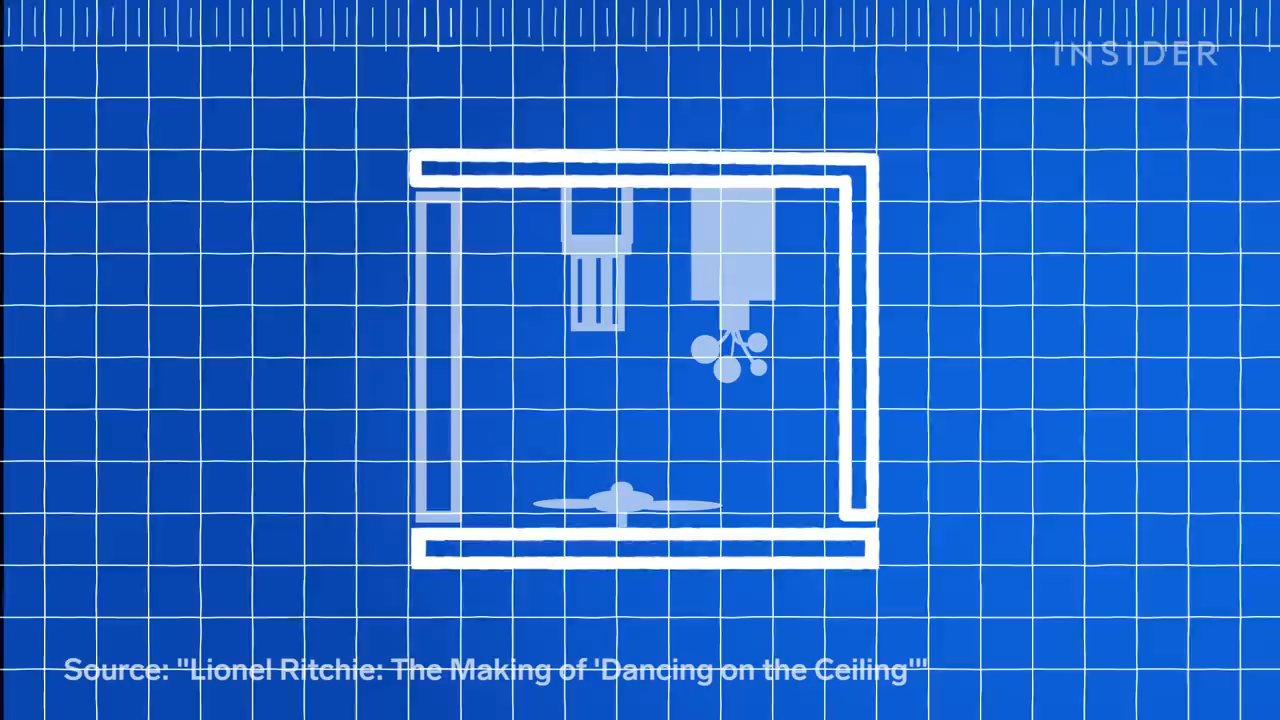 INSIDER
Source: "Lionel Ritchie: The Making of 'Dancing on the Ceiling'"